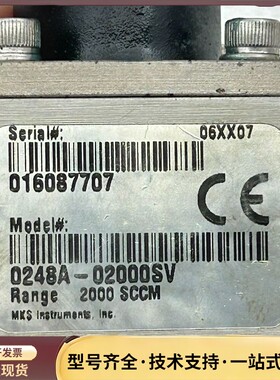 Serial#: 06XX07
016087707
CE
Model#:
0248A-02000SV
Range 2000 SCCM
MKS Instruments, Inc.
发票
现货
型号齐全·技术支持·一站式